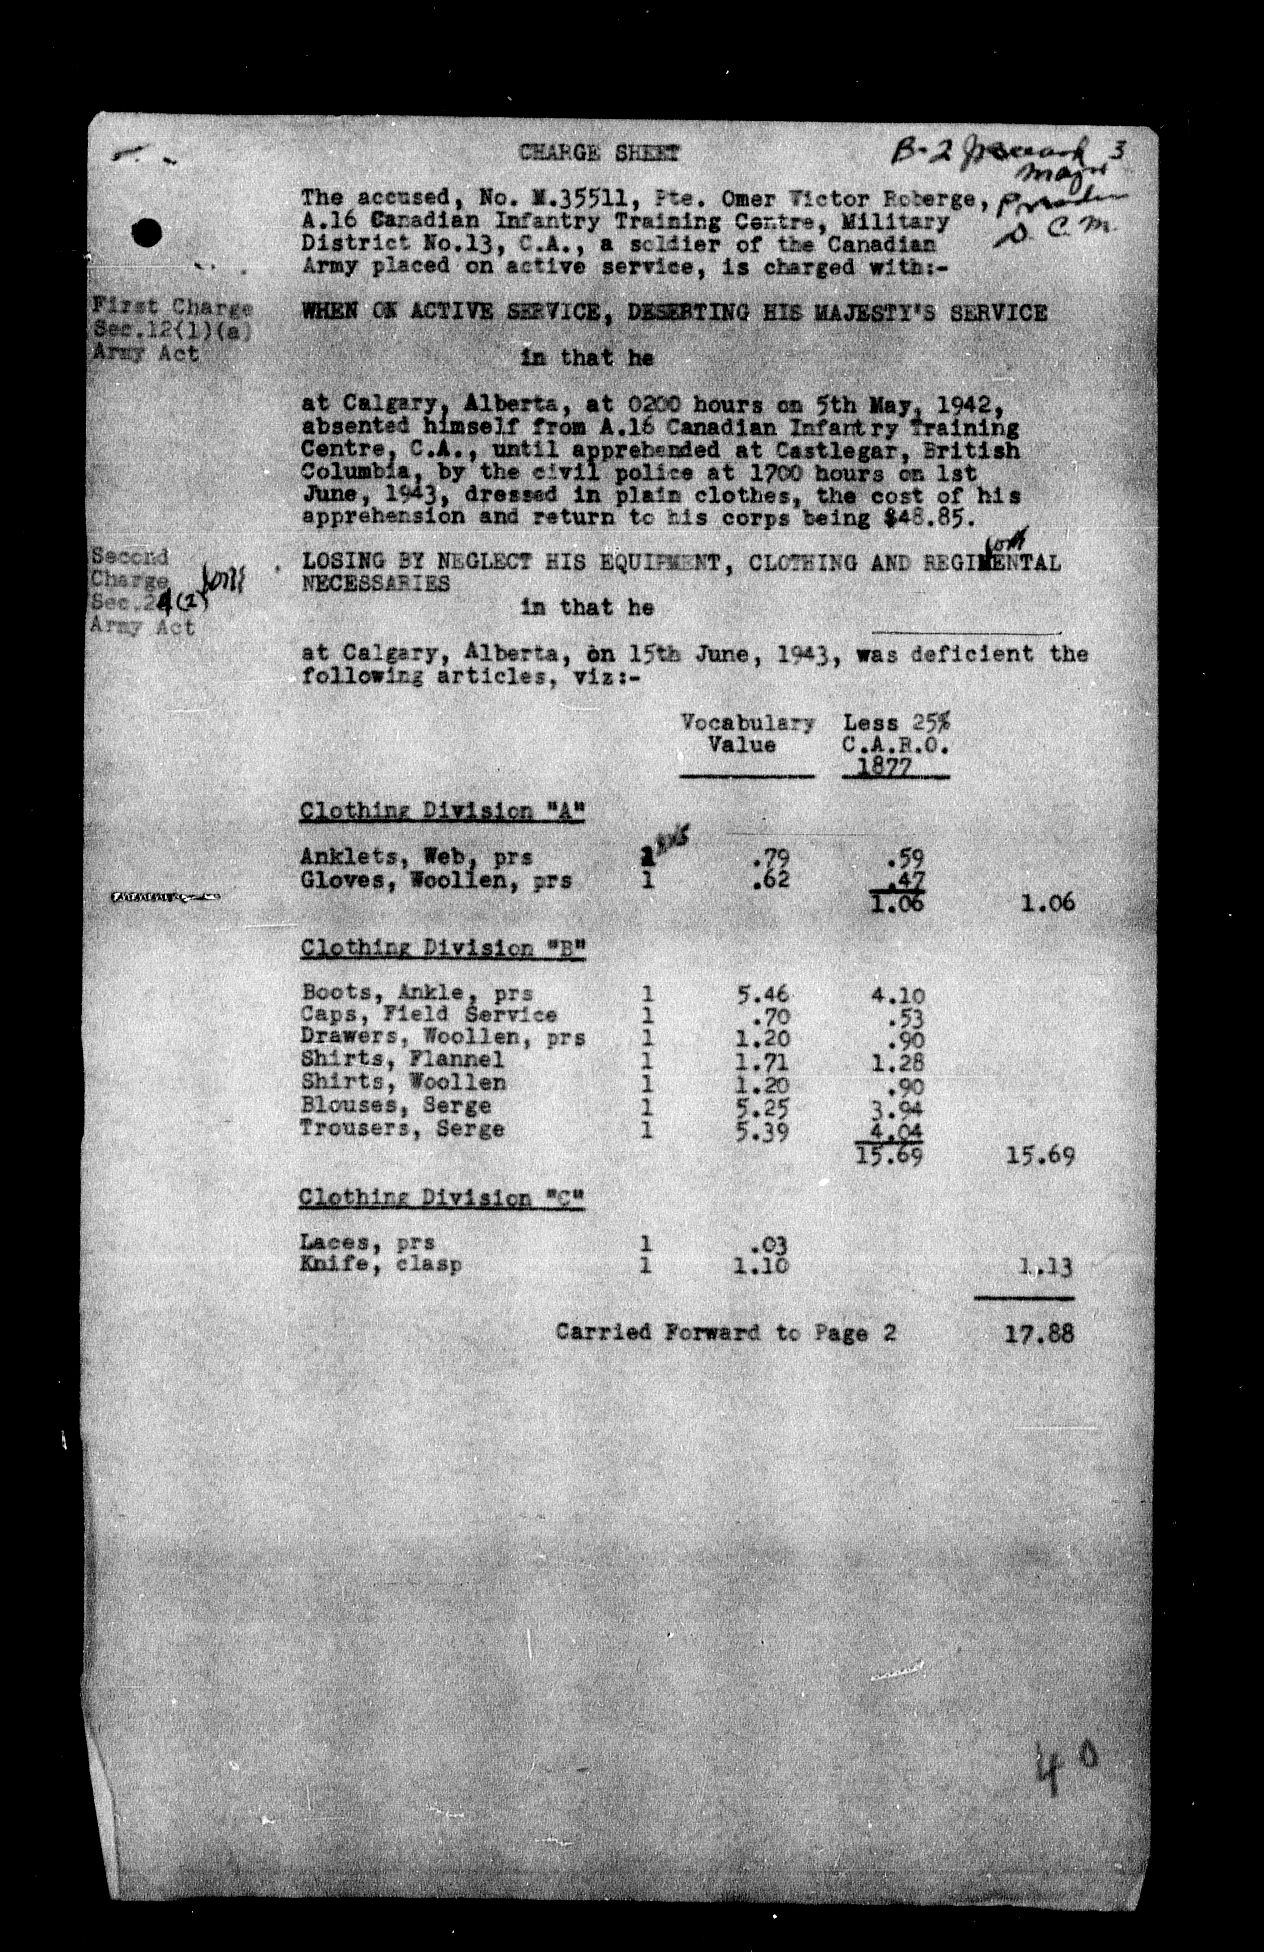 CHARGE SHEET
B-2 3
Major
D. C. M.
The accused, No. M.35511, Pte. Omer Victor Roberge,
A.16 Canadian Infantry Training Centre, Military
District No.13, C.A., a soldier of the Canadian
Army placed on active service, is charged with:-
First Charge
Sec.12(1)(a)
Army Act
WHEN ON ACTIVE SERVICE, DESERTING HIS MAJESTY'S SERVICE
in that he
at Calgary, Alberta, at 0200 hours on 5th May, 1942,
absented himself from A.16 Canadian Infantry Training
Centre, C.A., until apprehended at Castlegar, British
Columbia, by the civil police at 1700 hours on 1st
June, 1943, dressed in plain clothes, the cost of his
apprehension and return to his corps being $48.85.
Second
Charge
Sec.24(2)
Army Act
LOSING BY NEGLECT HIS EQUIPMENT, CLOTHING AND REGIMENTAL
NECESSARIES
in that he
at Calgary, Alberta, on 15th June, 1943, was deficient the
following articles, viz:-
Vocabulary Less 25%
Value C.A.R.O.
1877
Clothing Division "A"
Anklets, Web, prs 1 .79 .59
Gloves, Woollen, prs 1 .62 .47
1.06 1.06
Clothing Division "B"
Boots, Ankle, prs 1 5.46 4.10
Caps, Field Service 1 .70 .53
Drawers, Woollen, prs 1 1.20 .90
Shirts, Flannel 1 1.71 1.28
Shirts, Woollen 1 1.20 .90
Blouses, Serge 1 5.25 3.94
Trousers, Serge 1 5.39 4.04
15.69 15.69
Clothing Division "C"
Laces, prs 1 .03
Knife, clasp 1 1.10 1.13
Carried Forward to Page 2 17.88
40